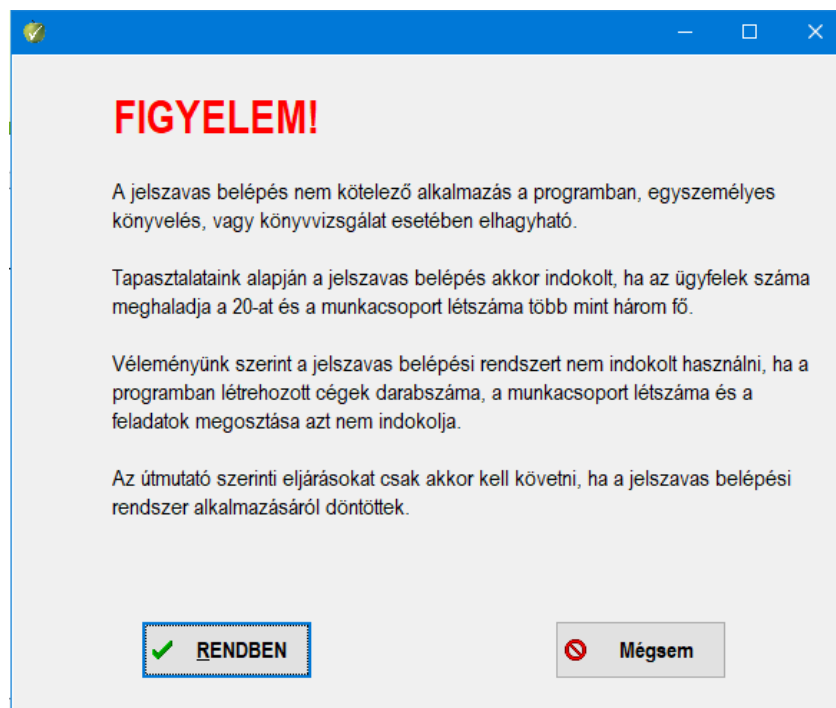 FIGYELEM!
A jelszavas belépés nem kötelező alkalmazás a programban, egyszemélyes
könyvelés, vagy könyvvizsgálat esetében elhagyható.
Tapasztalataink alapján a jelszavas belépés akkor indokolt, ha az ügyfelek száma
meghaladja a 20-at és a munkacsoport létszáma több mint három fő.
Véleményünk szerint a jelszavas belépési rendszert nem indokolt használni, ha a
programban létrehozott cégek darabszáma, a munkacsoport létszáma és a
feladatok megosztása azt nem indokolja.
Az útmutató szerinti eljárásokat csak akkor kell követni, ha a jelszavas belépési
rendszer alkalmazásáról döntöttek.
RENDBEN
Mégsem